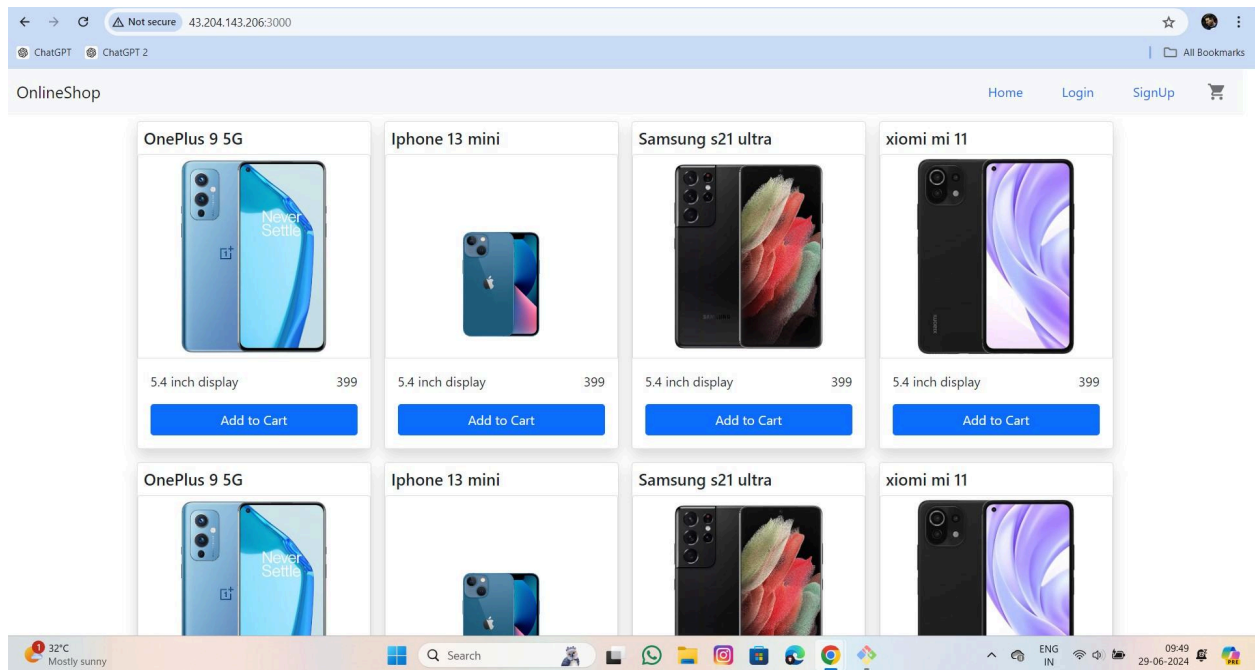 Not secure 43.204.143.206:3000
ChatGPT ChatGPT 2 All Bookmarks
OnlineShop Home Login SignUp
OnePlus 9 5G Iphone 13 mini Samsung s21 ultra xiomi mi 11
Never
Settle
SAMSUNG
5.4 inch display 399 5.4 inch display 399 5.4 inch display 399 5.4 inch display 399
Add to Cart Add to Cart Add to Cart Add to Cart
OnePlus 9 5G Iphone 13 mini Samsung s21 ultra xiomi mi 11
Never
Settle
1 32°C Search ENG 09:49
Mostly sunny IN 29-06-2024 PRE